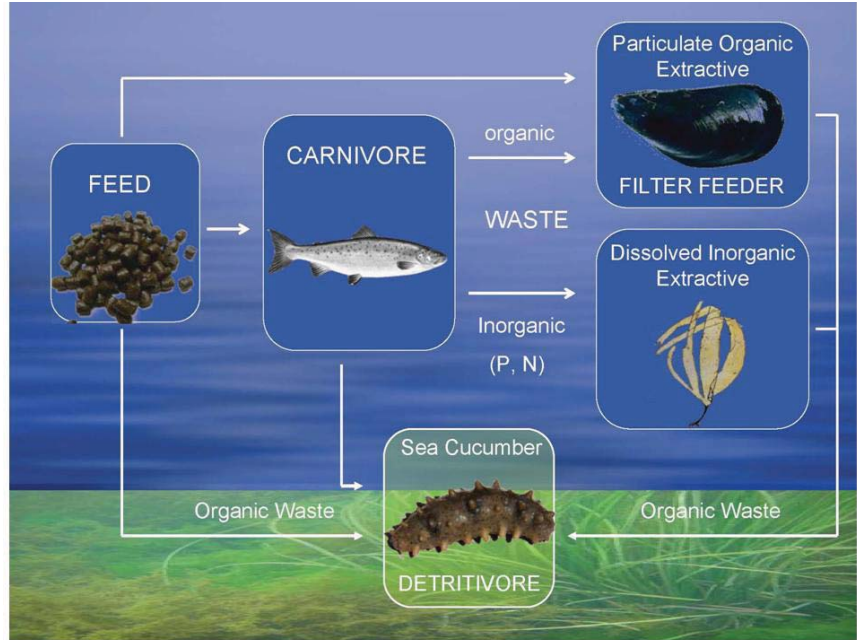 Particulate Organic
Extractive
FILTER FEEDER
organic
CARNIVORE
FEED
WASTE
Dissolved Inorganic
Extractive
Inorganic
(P, N)
Sea Cucumber
Organic Waste
Organic Waste
DETRITIVORE